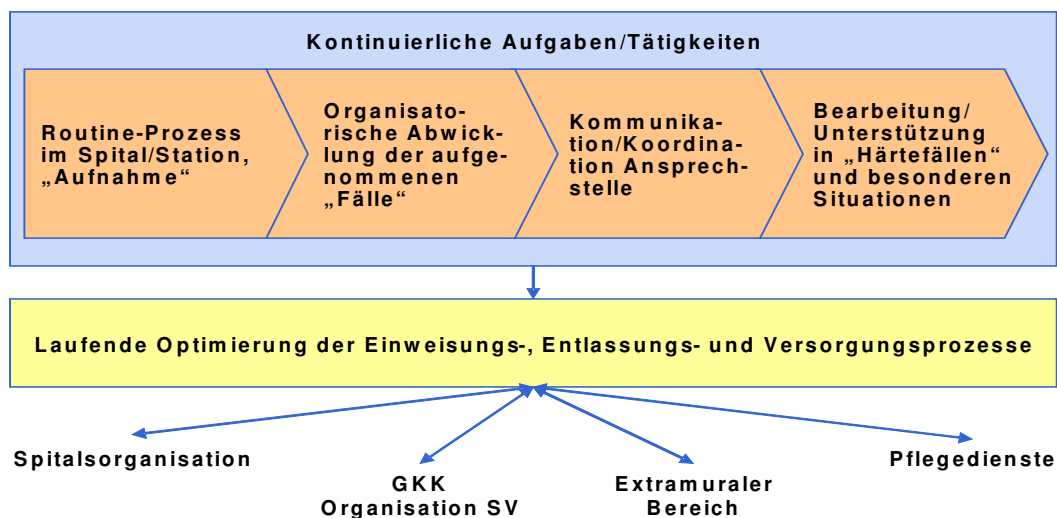 Kontinuierliche Aufgaben/Tätigkeiten
Routine-Prozess
im Spital/Station,
„Aufnahme“
Organisato-
rische Abwick-
lung der aufge-
nommenen
„Fälle“
Kommunika-
tion/Koordina-
tion Ansprech-
stelle
Bearbeitung/
Unterstützung
in „Härtefällen“
und besonderen
Situationen
Laufende Optimierung der Einweisungs-, Entlassungs- und Versorgungsprozesse
Spitalsorganisation
GKK
Organisation SV
Extramuraler
Bereich
Pflegedienste